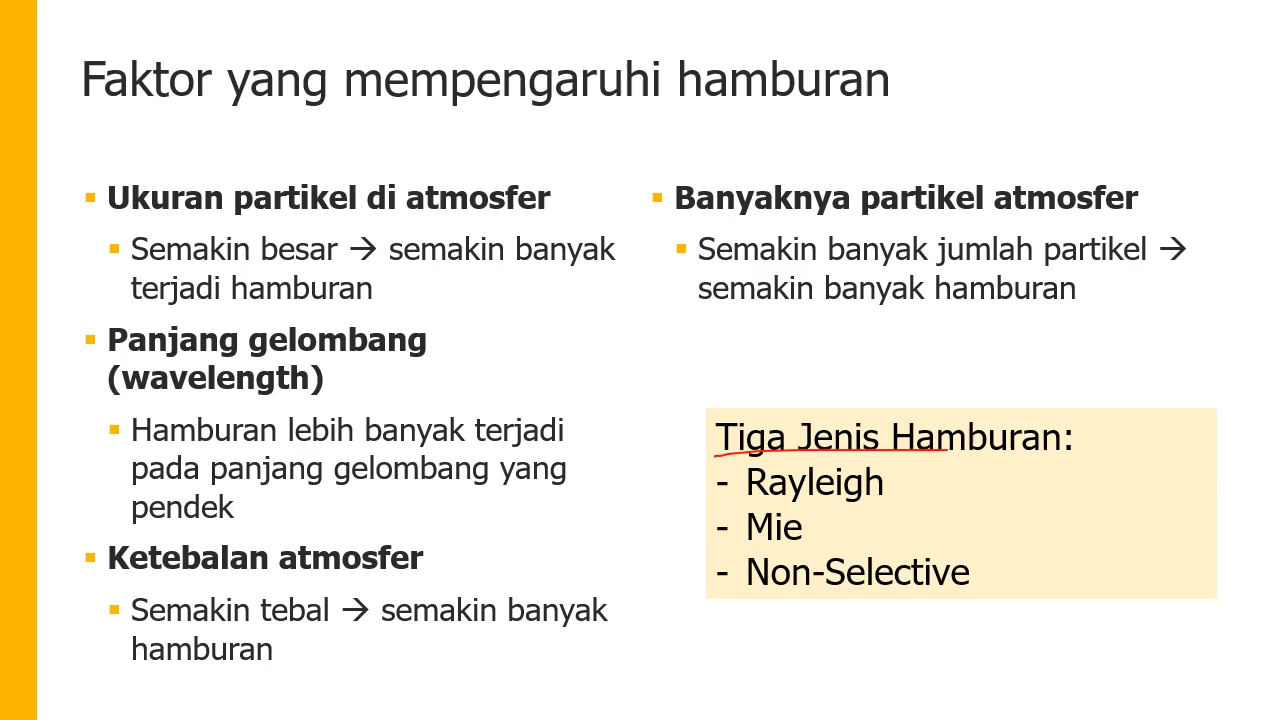 Faktor yang mempengaruhi hamburan
▪ Ukuran partikel di atmosfer
▪ Semakin besar → semakin banyak
terjadi hamburan
▪ Panjang gelombang
(wavelength)
▪ Hamburan lebih banyak terjadi
pada panjang gelombang yang
pendek
▪ Ketebalan atmosfer
▪ Semakin tebal → semakin banyak
hamburan
▪ Banyaknya partikel atmosfer
▪ Semakin banyak jumlah partikel →
semakin banyak hamburan
Tiga Jenis Hamburan:
- Rayleigh
- Mie
- Non-Selective